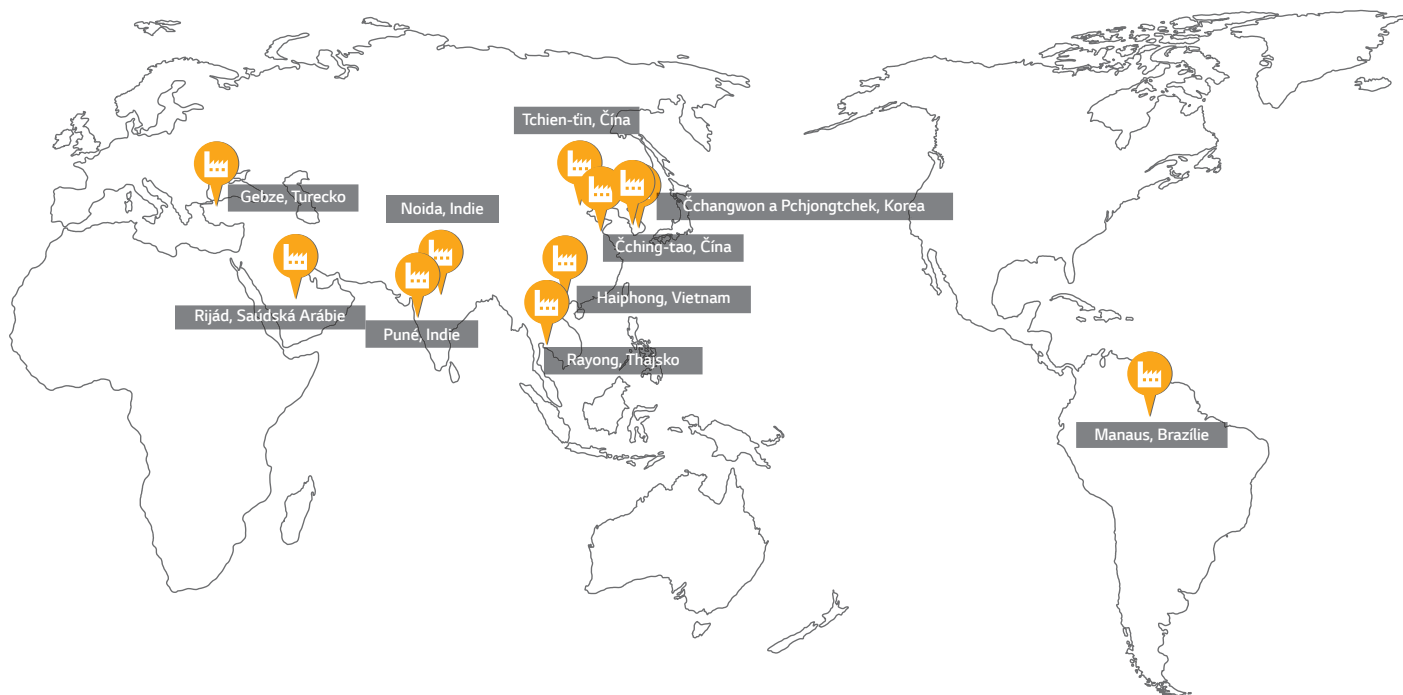 Tchien-ťin, Čína
Gebze, Turecko
Noida, Indie
Čchangwon a Pchjongtchek, Korea
Čching-tao, Čína
Haiphong, Vietnam
Rijád, Saúdská Arábie
Puné, Indie
Rayong, Thajsko
Manaus, Brazílie